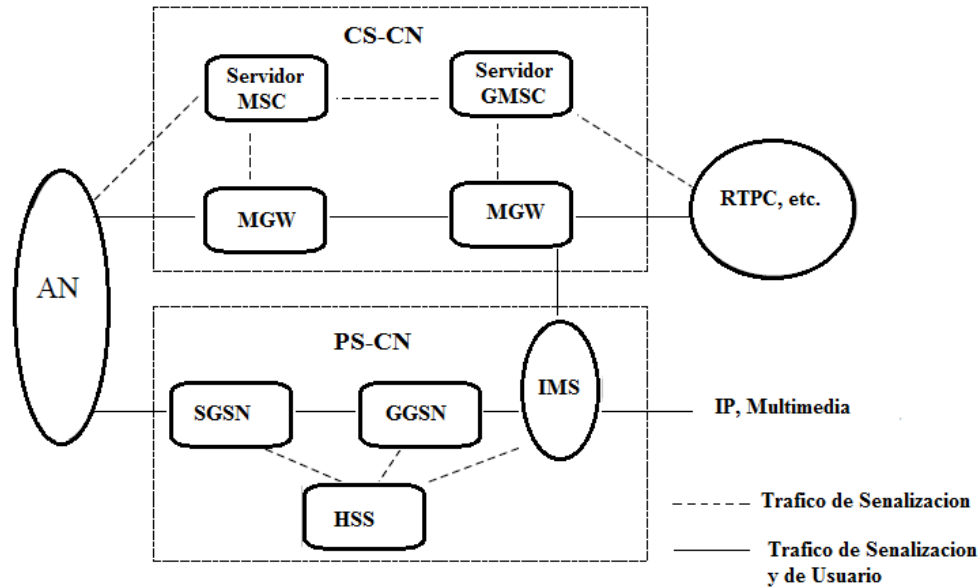 CS-CN
Servidor
MSC
Servidor
GMSC
MGW
MGW
RTPC, etc.
AN
PS-CN
SGSN
GGSN
IMS
IP, Multimedia
HSS
Trafico de Senalizacion
Trafico de Senalizacion
y de Usuario